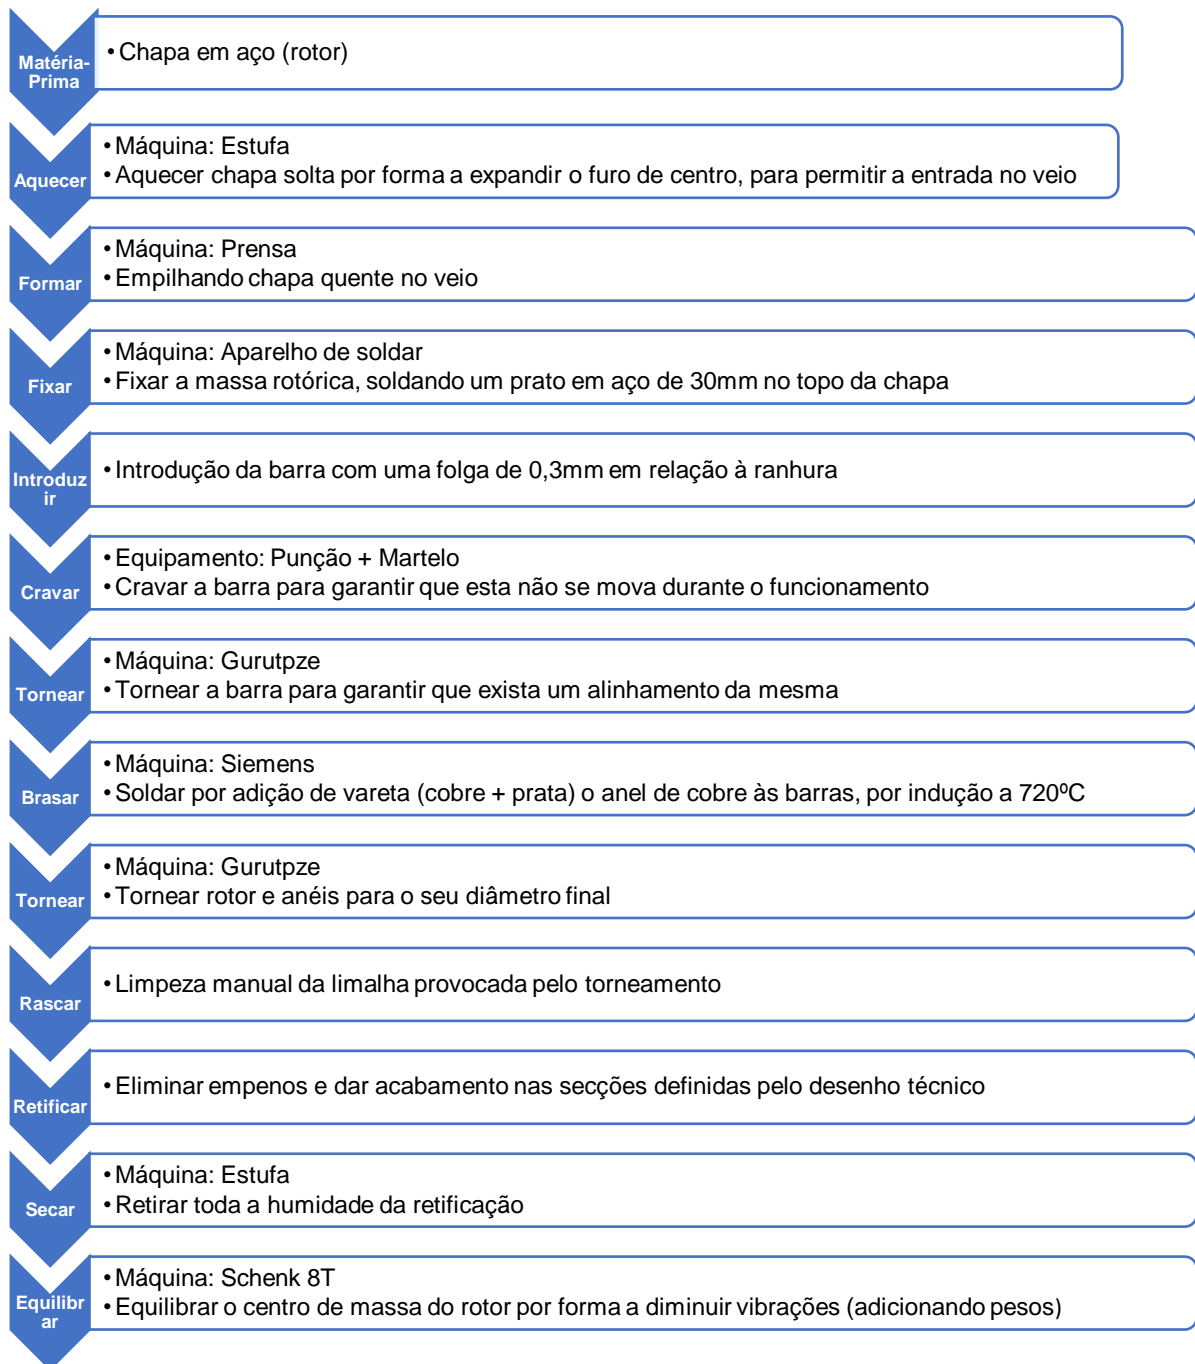 Matéria-
Prima
• Chapa em aço (rotor)
Aquecer
• Máquina: Estufa
• Aquecer chapa solta por forma a expandir o furo de centro, para permitir a entrada no veio
Formar
• Máquina: Prensa
• Empilhando chapa quente no veio
Fixar
• Máquina: Aparelho de soldar
• Fixar a massa rotórica, soldando um prato em aço de 30mm no topo da chapa
Introduz
ir
• Introdução da barra com uma folga de 0,3mm em relação à ranhura
Cravar
• Equipamento: Punção + Martelo
• Cravar a barra para garantir que esta não se mova durante o funcionamento
Tornear
• Máquina: Gurutpze
• Tornear a barra para garantir que exista um alinhamento da mesma
Brasar
• Máquina: Siemens
• Soldar por adição de vareta (cobre + prata) o anel de cobre às barras, por indução a 720ºC
Tornear
• Máquina: Gurutpze
• Tornear rotor e anéis para o seu diâmetro final
Rascar
• Limpeza manual da limalha provocada pelo torneamento
Retificar
• Eliminar empenos e dar acabamento nas secções definidas pelo desenho técnico
Secar
• Máquina: Estufa
• Retirar toda a humidade da retificação
Equilibr
ar
• Máquina: Schenk 8T
• Equilibrar o centro de massa do rotor por forma a diminuir vibrações (adicionando pesos)